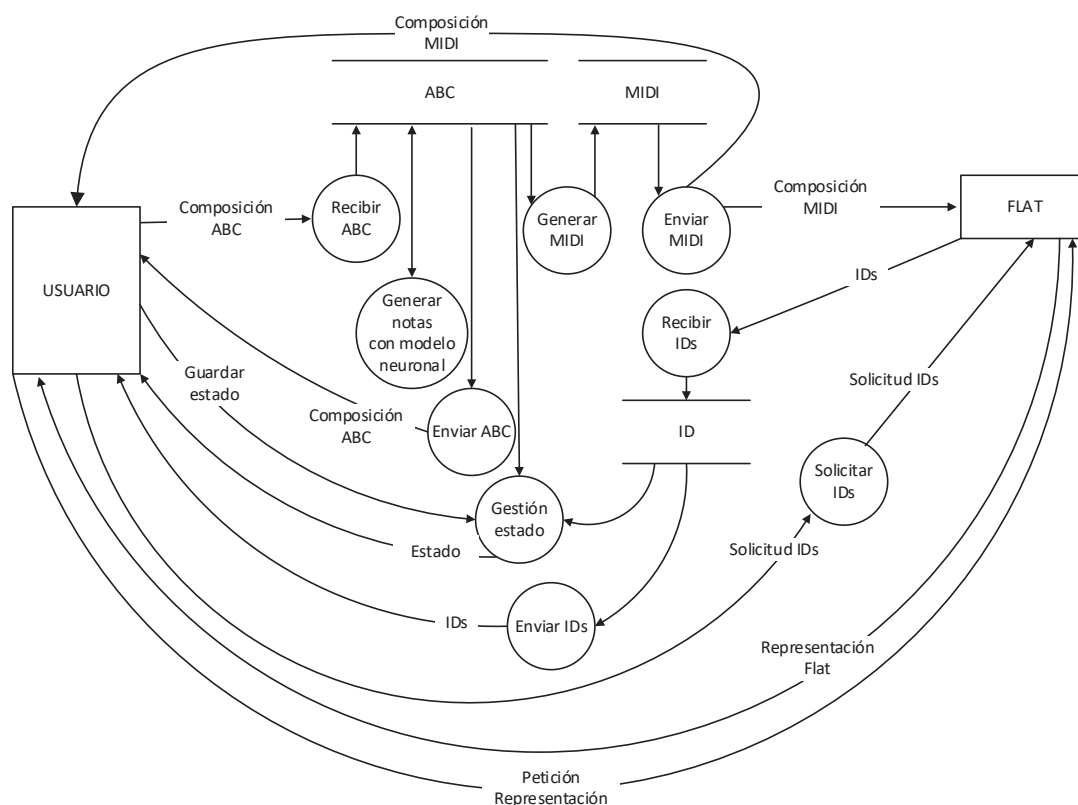 Composición
MIDI
ABC
MIDI
Composición
ABC
Recibir
ABC
Generar
MIDI
Enviar
MIDI
Composición
MIDI
FLAT
USUARIO
IDs
Generar
notas
con modelo
neuronal
Recibir
IDs
Guardar
estado
Solicitud IDs
Composición
ABC
Enviar ABC
ID
Solicitar
IDs
Gestión
estado
Estado
Solicitud IDs
IDs
Enviar IDs
Representación
Flat
Petición
Representación